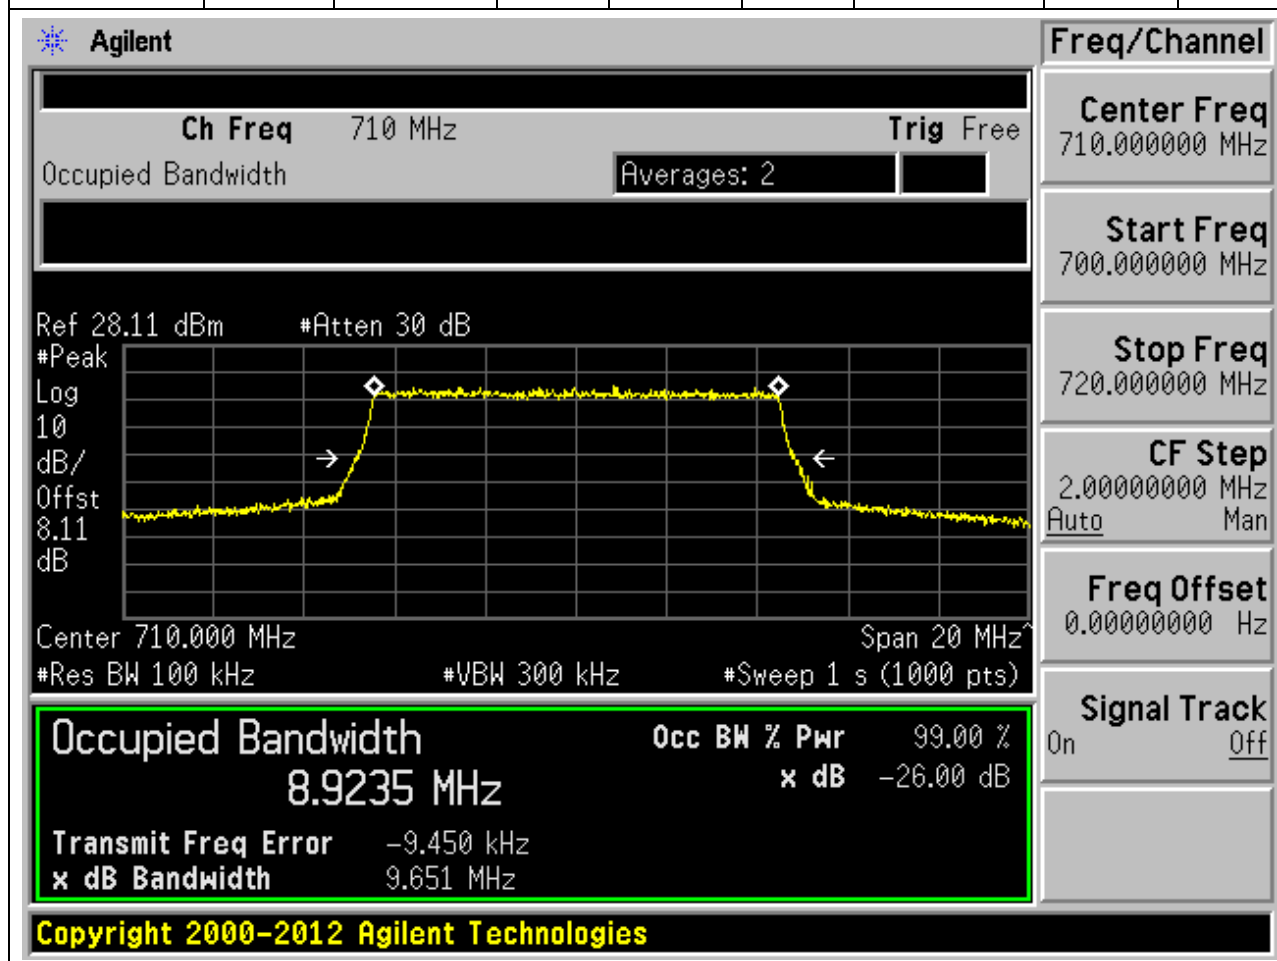 Agilent
Freq/Channel
Ch Freq 710 MHz Trig Free
Occupied Bandwidth Averages: 2
Center Freq
710.000000 MHz
Start Freq
700.000000 MHz
Stop Freq
720.000000 MHz
CF Step
2.00000000 MHz
Auto Man
Freq Offset
0.00000000 Hz
Signal Track
On Off
Ref 28.11 dBm #Atten 30 dB
#Peak
Log
10
dB/
Offst
8.11
dB
Center 710.000 MHz Span 20 MHz^
#Res BW 100 kHz #VBW 300 kHz #Sweep 1 s (1000 pts)
Occupied Bandwidth Occ BW % Pwr 99.00 %
8.9235 MHz x dB -26.00 dB
Transmit Freq Error -9.450 kHz
x dB Bandwidth 9.651 MHz
Copyright 2000-2012 Agilent Technologies